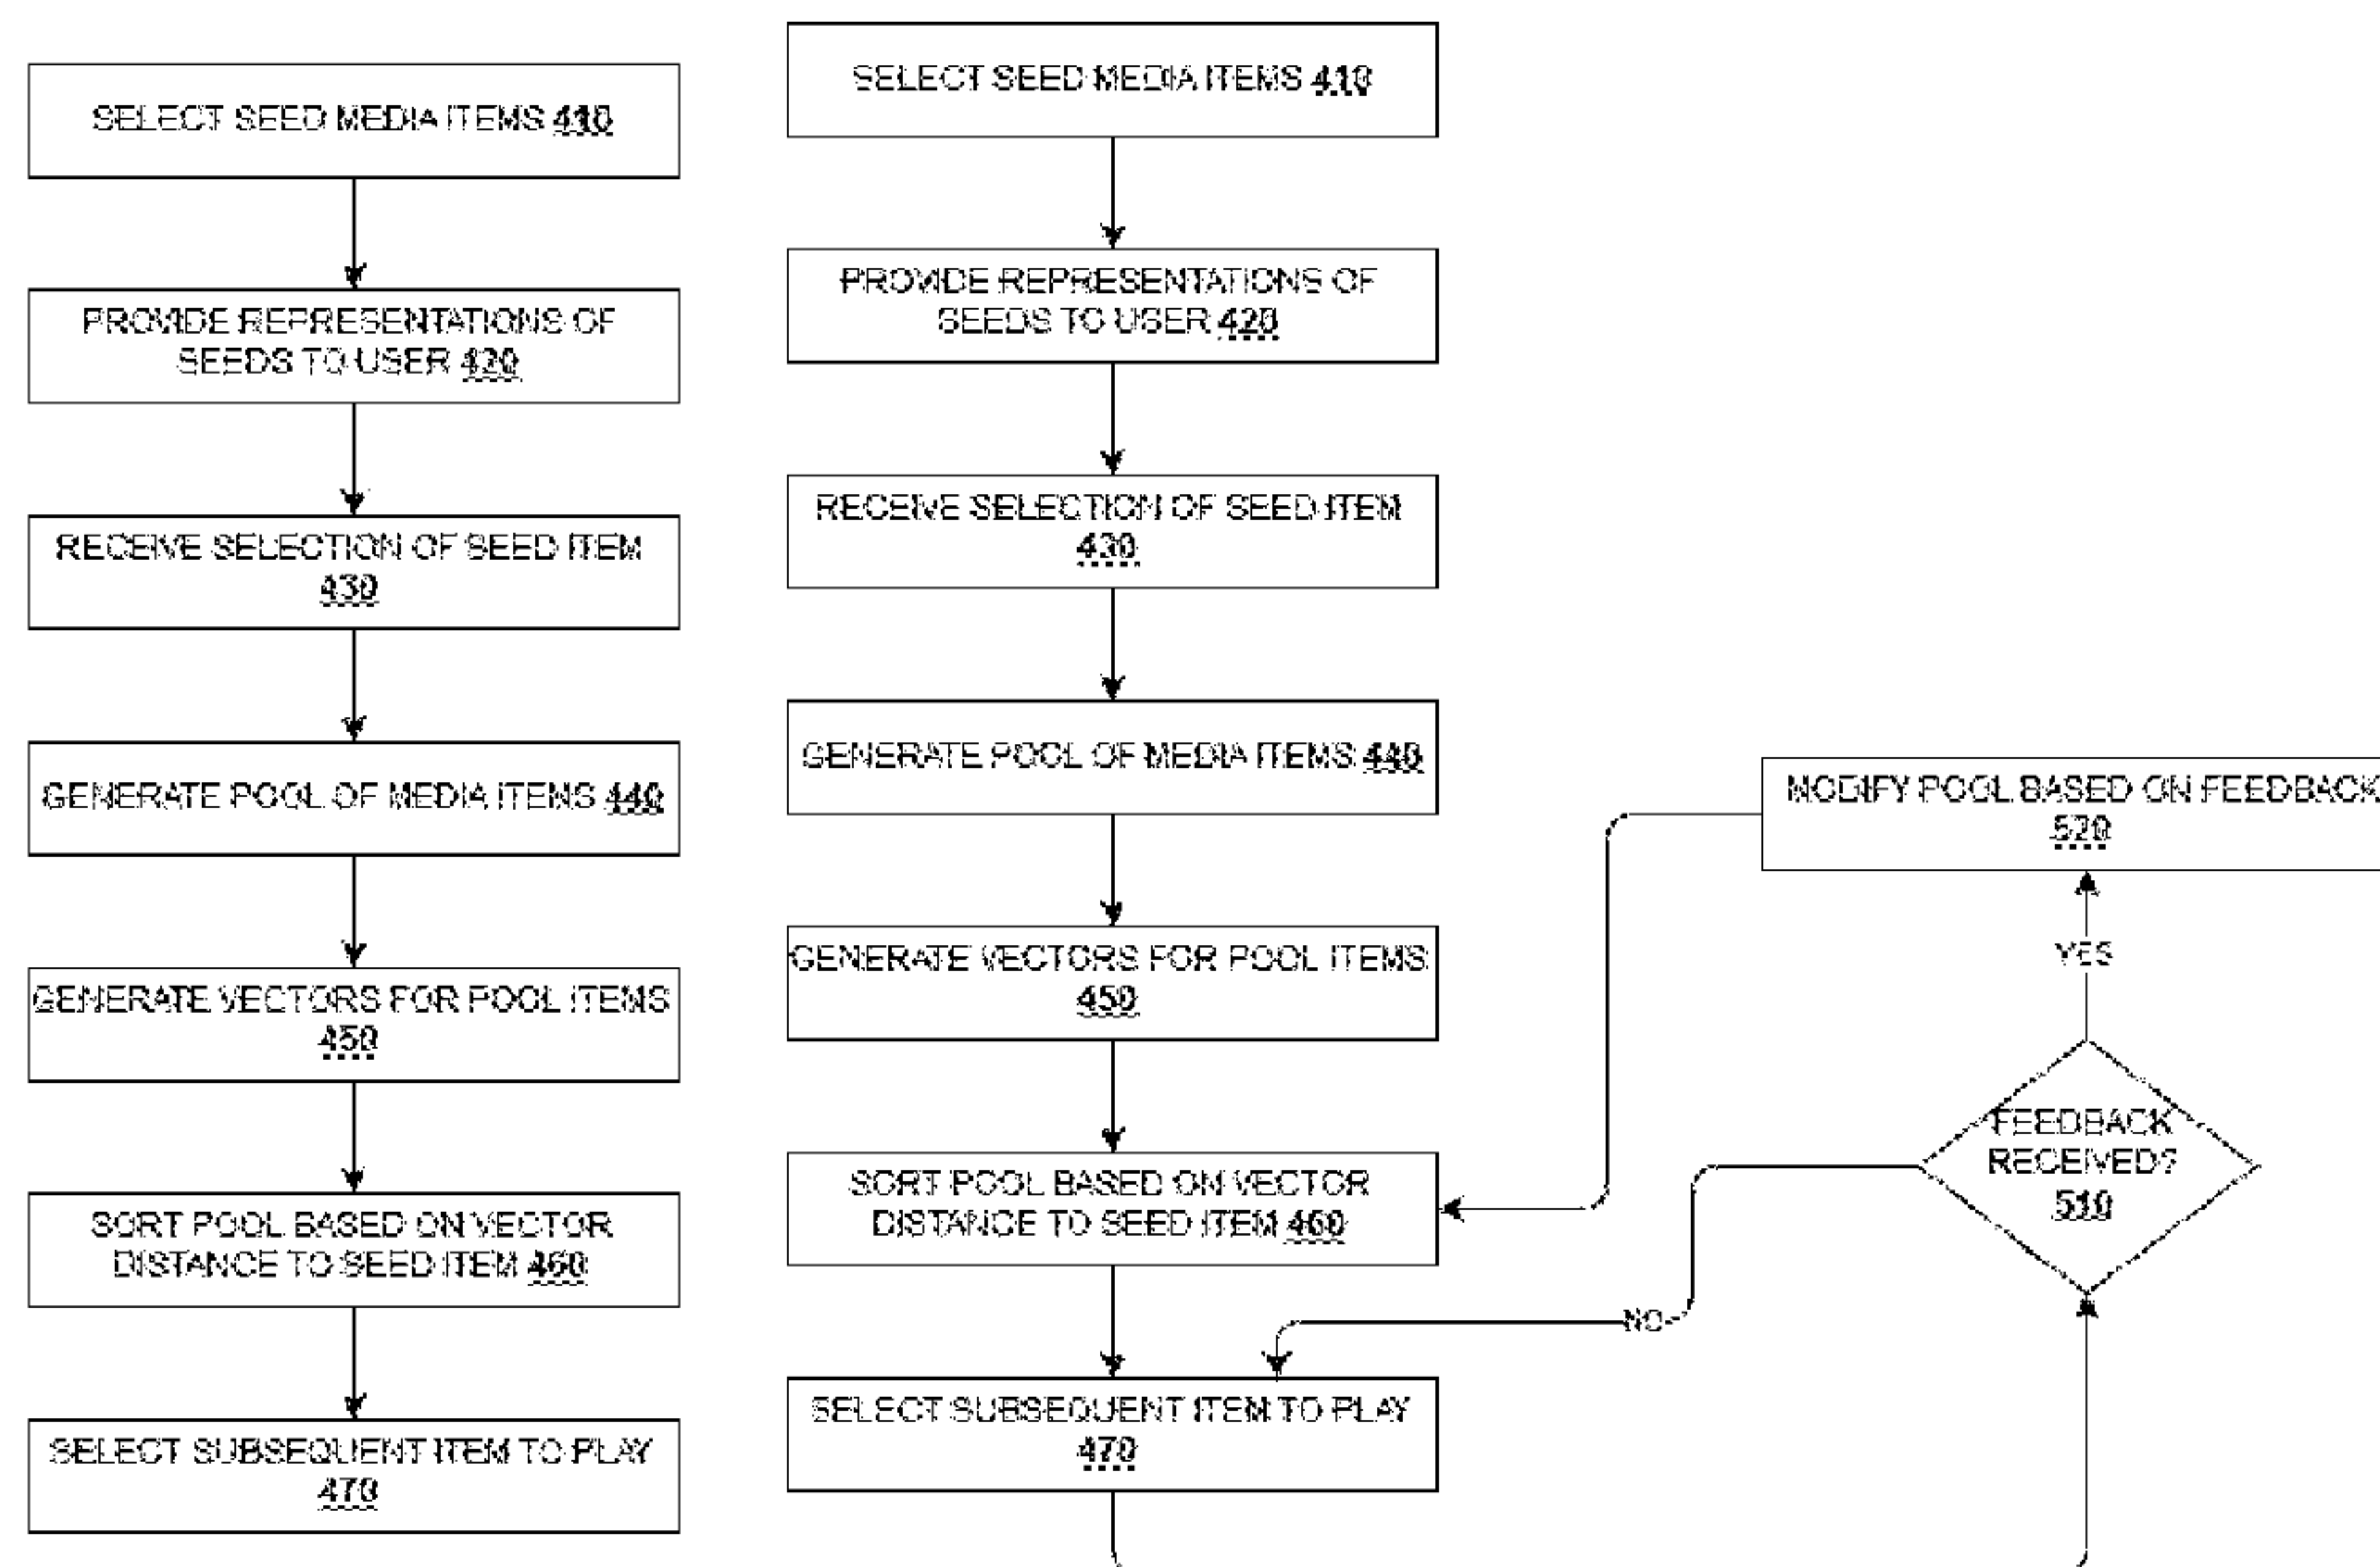 SELECT SEED MEDIA ITEMS 410
PROVIDE REPRESENTATIONS OF
SEEDS TO USER 420
RECEIVE SELECTION OF SEED ITEM
430
GENERATE POOL OF MEDIA ITEMS 440
GENERATE VECTORS FOR POOL ITEMS
450
SORT POOL BASED ON VECTOR
DISTANCE TO SEED ITEM 460
SELECT SUBSEQUENT ITEM TO PLAY
470
SELECT SEED MEDIA ITEMS 410
PROVIDE REPRESENTATIONS OF
SEEDS TO USER 420
RECEIVE SELECTION OF SEED ITEM
430
GENERATE POOL OF MEDIA ITEMS 440
GENERATE VECTORS FOR POOL ITEMS
450
SORT POOL BASED ON VECTOR
DISTANCE TO SEED ITEM 460
SELECT SUBSEQUENT ITEM TO PLAY
470
MODIFY POOL BASED ON FEEDBACK
520
YES
FEEDBACK
RECEIVED?
510
NO